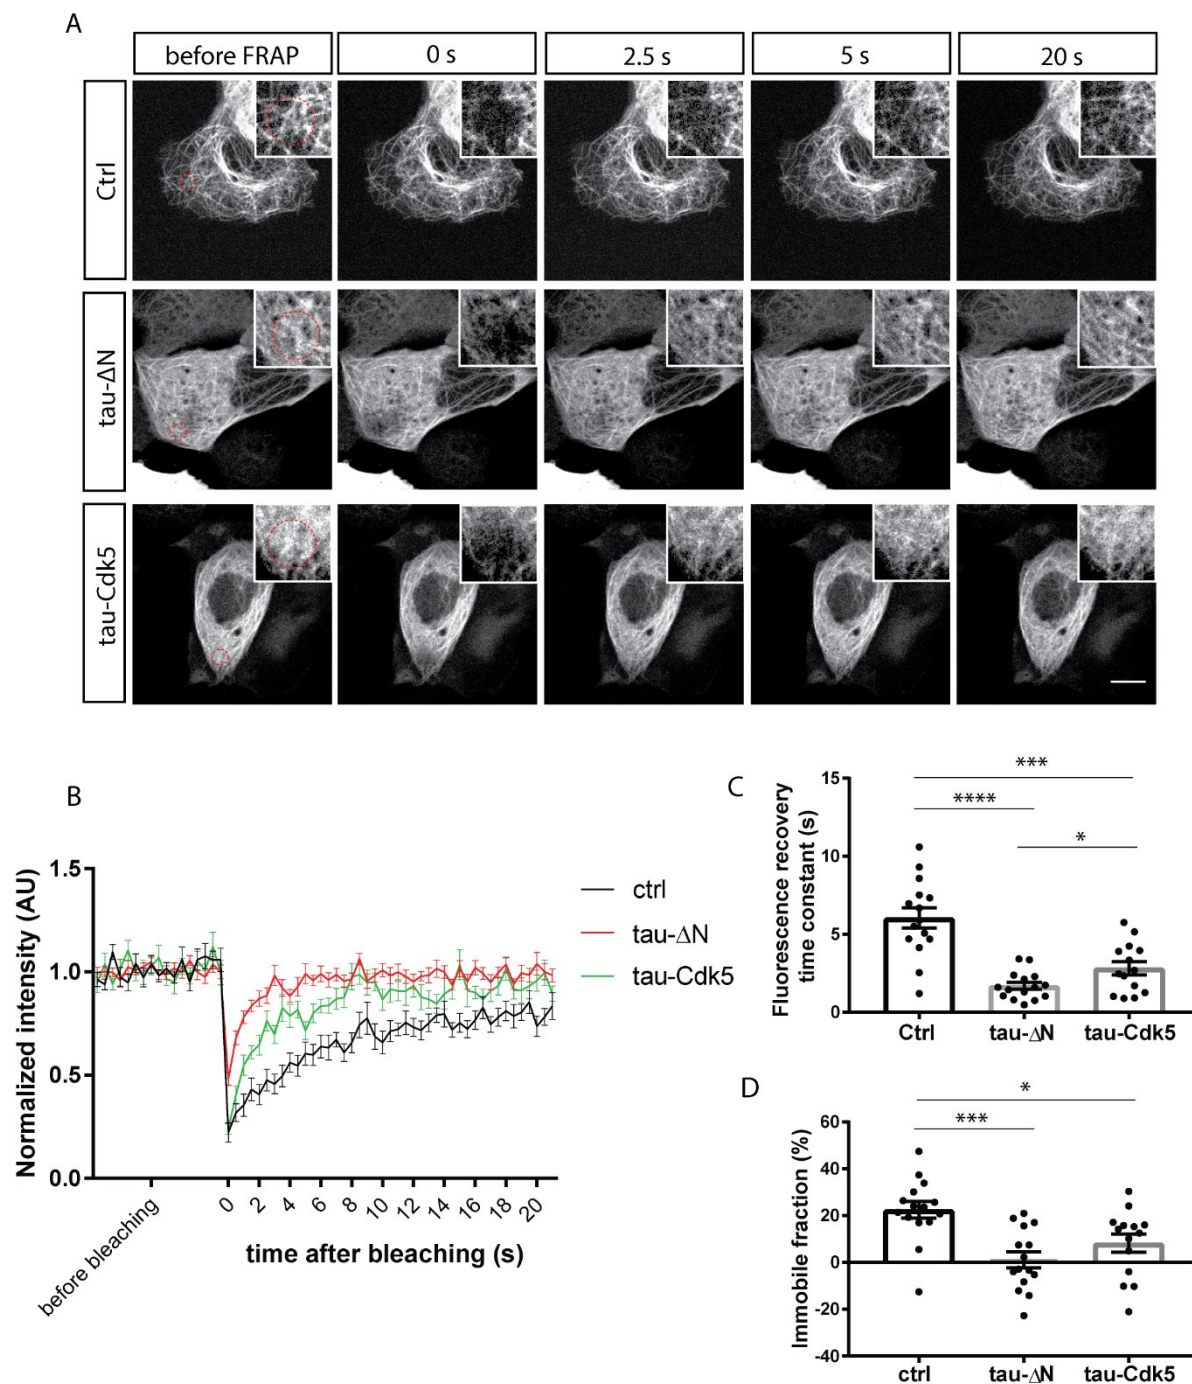 A
before FRAP
0 s
2.5 s
5 s
20 s
Ctrl
tau-ΔN
tau-Cdk5
B
Normalized intensity (AU)
1.5
1.0
0.5
0.0
before bleaching
0
2
4
6
8
10
12
14
16
18
20
time after bleaching (s)
ctrl
tau-ΔN
tau-Cdk5
C
Fluorescence recovery
time constant (s)
15
10
5
0
***
****
*
Ctrl
tau-ΔN
tau-Cdk5
D
Immobile fraction (%)
60
40
20
0
-20
-40
*
***
ctrl
tau-ΔN
tau-Cdk5